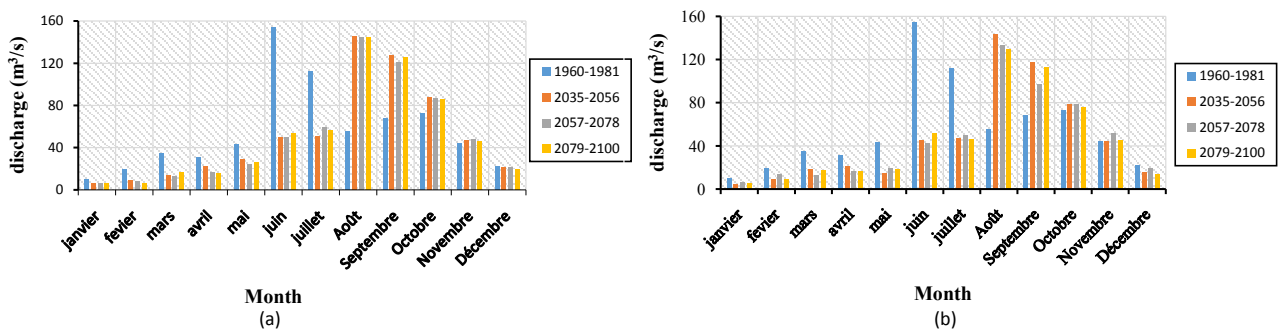 discharge (m³/s)
160
120
80
40
0
janvier
fevier
mars
avril
mai
juin
juillet
Août
Septembre
Octobre
Novembre
Décembre
Month
1960-1981
2035-2056
2057-2078
2079-2100
(a)
discharge (m³/s)
160
120
80
40
0
janvier
fevier
mars
avril
mai
juin
juillet
Août
Septembre
Octobre
Novembre
Décembre
Month
1960-1981
2035-2056
2057-2078
2079-2100
(b)